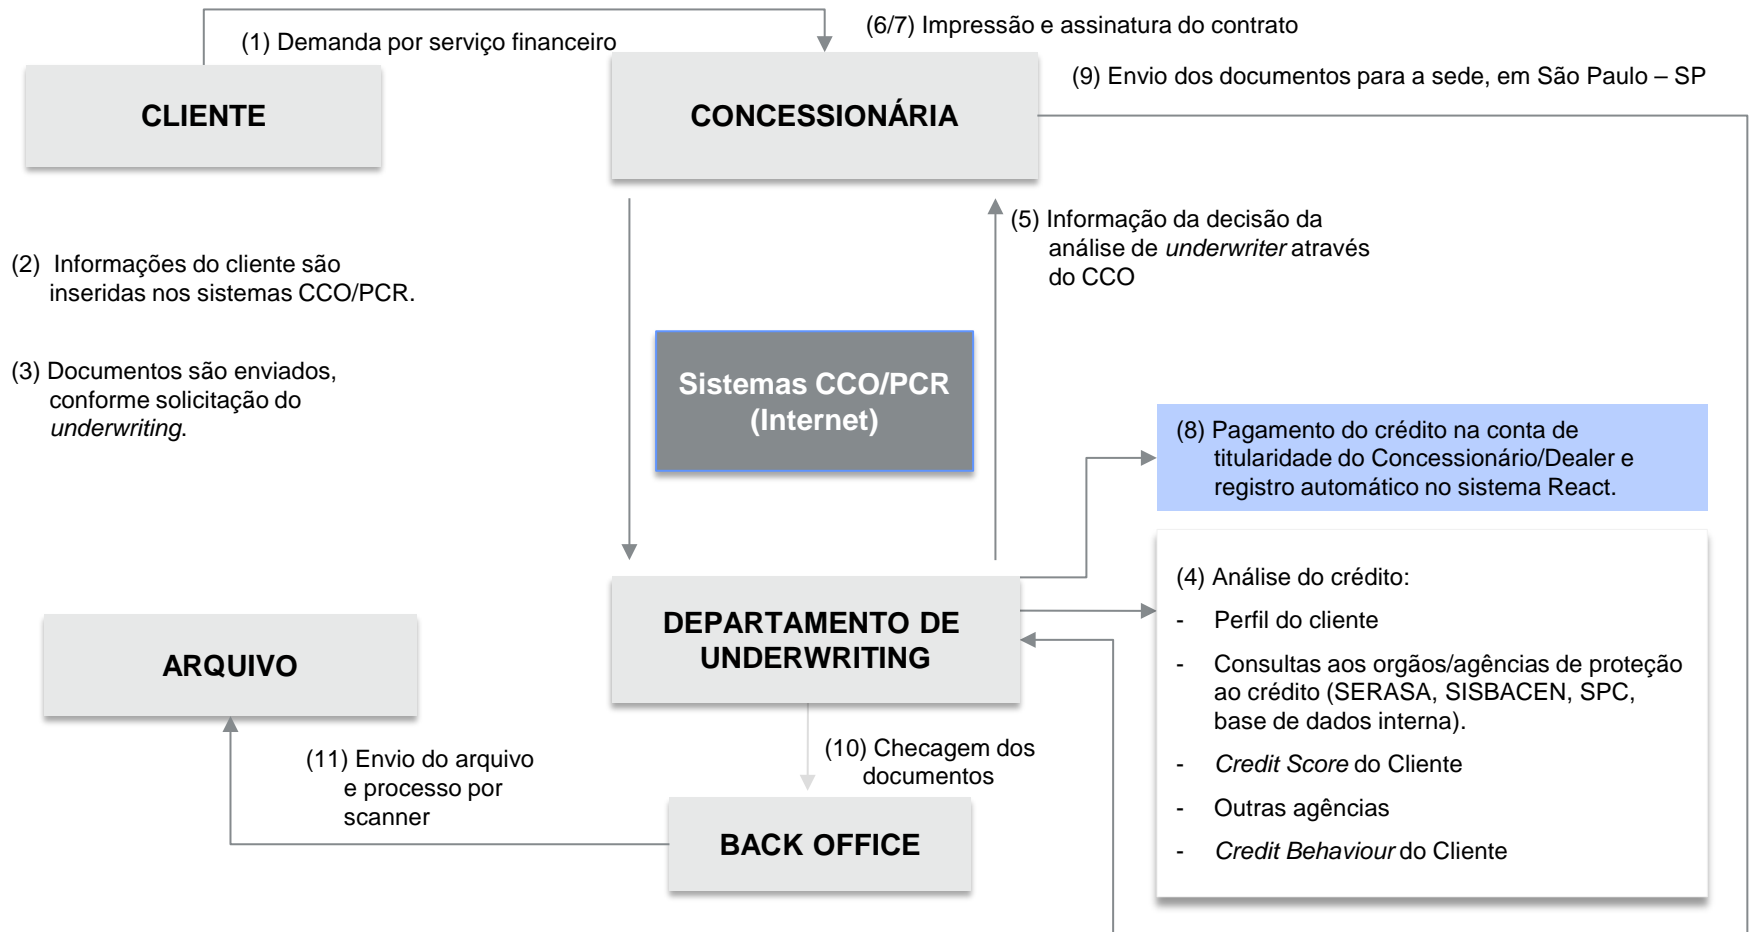 (1) Demanda por serviço financeiro
(6/7) Impressão e assinatura do contrato
(9) Envio dos documentos para a sede, em São Paulo – SP
CLIENTE
CONCESSIONÁRIA
(2) Informações do cliente são
inseridas nos sistemas CCO/PCR.
(3) Documentos são enviados,
conforme solicitação do
underwriting.
(5) Informação da decisão da
análise de underwriter através
do CCO
Sistemas CCO/PCR
(Internet)
(8) Pagamento do crédito na conta de
titularidade do Concessionário/Dealer e
registro automático no sistema React.
(4) Análise do crédito:
- Perfil do cliente
- Consultas aos orgãos/agências de proteção
ao crédito (SERASA, SISBACEN, SPC,
base de dados interna).
- Credit Score do Cliente
- Outras agências
- Credit Behaviour do Cliente
DEPARTAMENTO DE
UNDERWRITING
ARQUIVO
(10) Checagem dos
documentos
(11) Envio do arquivo
e processo por
scanner
BACK OFFICE